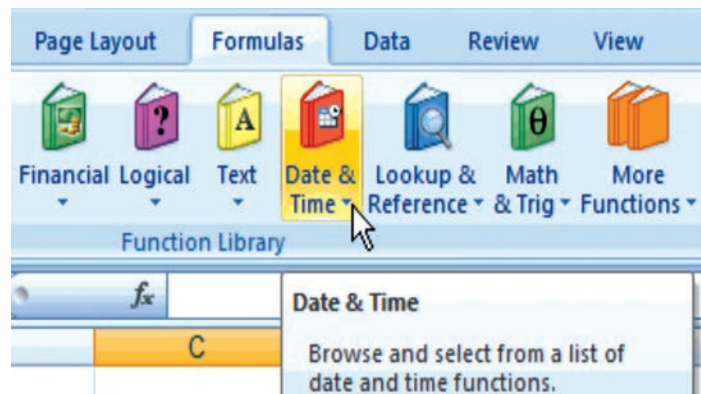 Page Layout Formulas Data Review View
? A θ
Financial Logical Text Date & Lookup & Math More
Time Reference & Trig Functions
Function Library
fx
Date & Time
C
Browse and select from a list of
date and time functions.